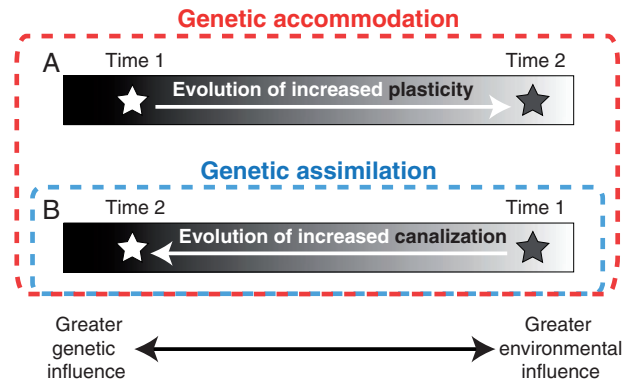 Genetic accommodation
A
Time 1
Time 2
Evolution of increased plasticity
Genetic assimilation
B
Time 2
Time 1
Evolution of increased canalization
Greater
genetic
influence
Greater
environmental
influence